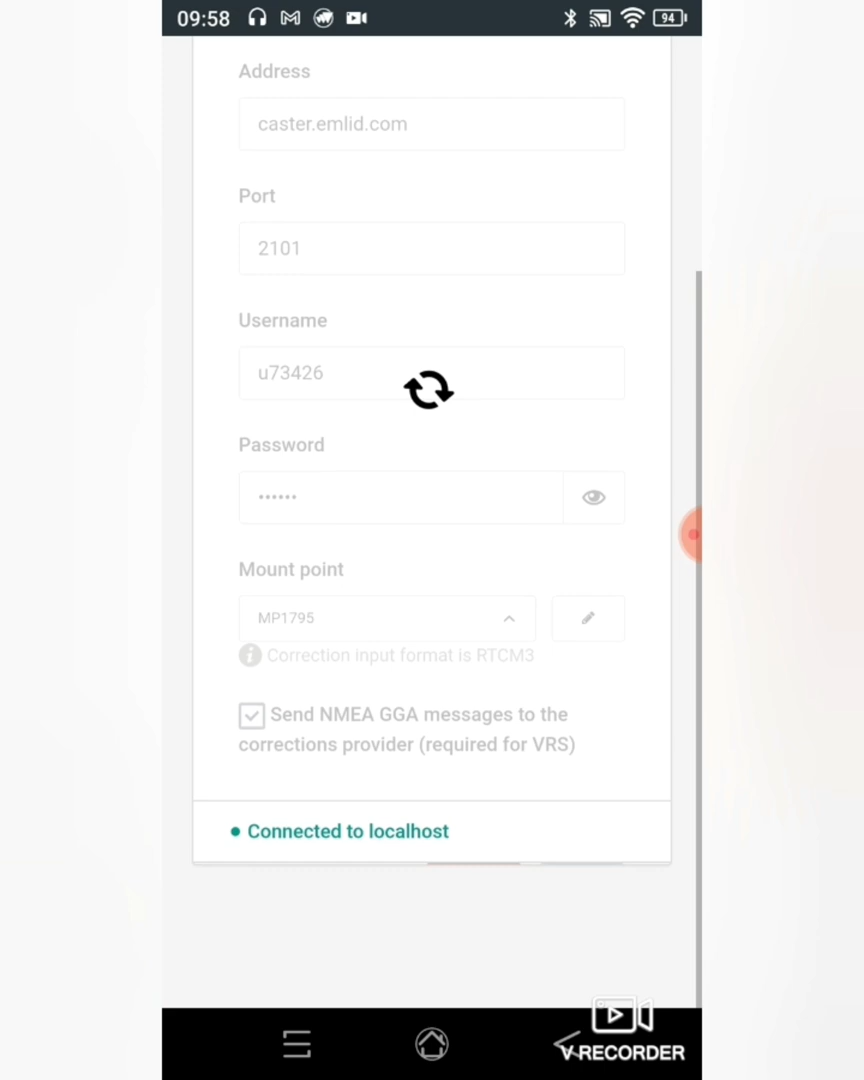 09:58
94
Address
caster.emlid.com
Port
2101
Username
u73426
Password
••••••
Mount point
MP1795
Correction input format is RTCM3
Send NMEA GGA messages to the
corrections provider (required for VRS)
Connected to localhost
V RECORDER